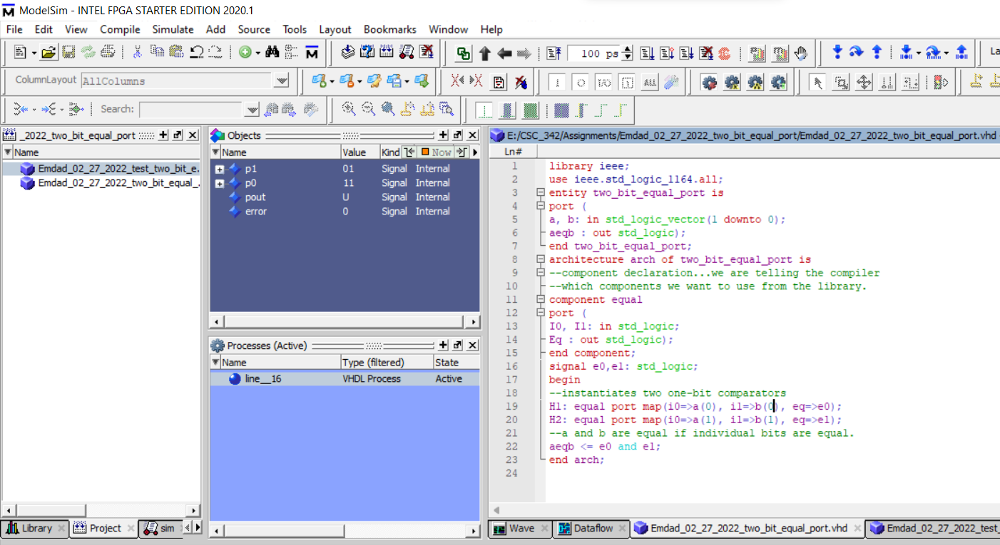 ModelSim - INTEL FPGA STARTER EDITION 2020.1
File Edit View Compile Simulate Add Source Tools Layout Bookmarks Window Help
100 ps
La
ColumnLayout AllColumns
I O I/O ALL
Search:
_2022_two_bit_equal_port
Name
Emdad_02_27_2022_test_two_bit_e.
Emdad_02_27_2022_two_bit_equal_.
Library Project sim
Objects
Name Value Kind Now
p1 01 Signal Internal
p0 11 Signal Internal
pout U Signal Internal
error 0 Signal Internal
Processes (Active)
Name Type (filtered) State
line__16 VHDL Process Active
E:/CSC_342/Assignments/Emdad_02_27_2022_two_bit_equal_port/Emdad_02_27_2022_two_bit_equal_port.vhd
Ln#
1 library ieee;
2 use ieee.std_logic_1164.all;
3 entity two_bit_equal_port is
4 port (
5 a, b: in std_logic_vector(1 downto 0);
6 aeqb : out std_logic);
7 end two_bit_equal_port;
8 architecture arch of two_bit_equal_port is
9 --component declaration...we are telling the compiler
10 --which components we want to use from the library.
11 component equal
12 port (
13 I0, I1: in std_logic;
14 Eq : out std_logic);
15 end component;
16 signal e0,e1: std_logic;
17 begin
18 --instantiates two one-bit comparators
19 H1: equal port map(i0=>a(0), i1=>b(0), eq=>e0);
20 H2: equal port map(i0=>a(1), i1=>b(1), eq=>e1);
21 --a and b are equal if individual bits are equal.
22 aeqb <= e0 and e1;
23 end arch;
24
Wave Dataflow Emdad_02_27_2022_two_bit_equal_port.vhd Emdad_02_27_2022_test_